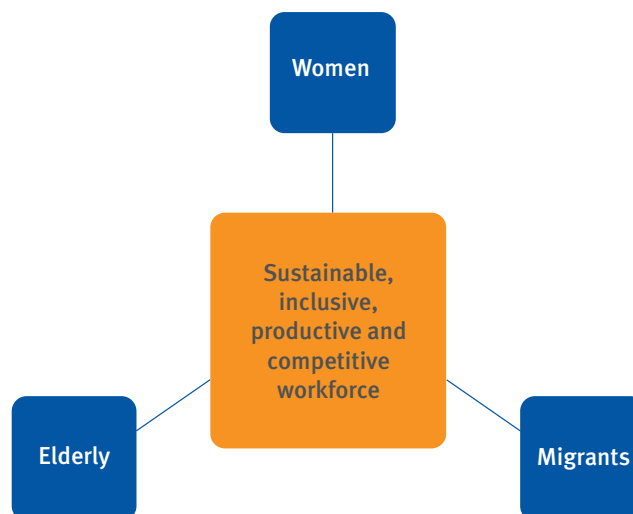 Women
Sustainable,
inclusive,
productive and
competitive
workforce
Elderly
Migrants